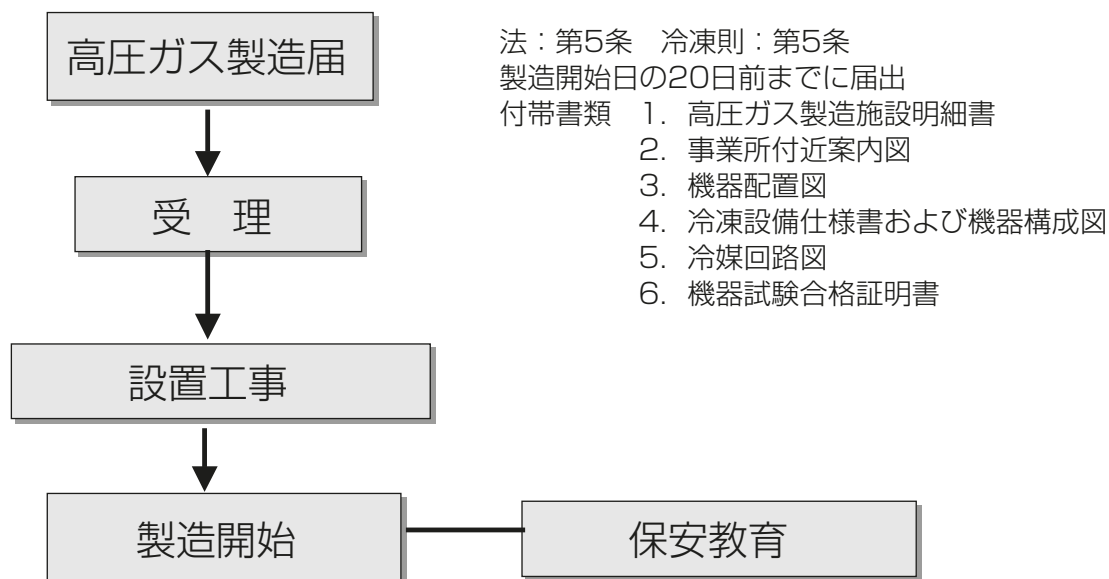 高圧ガス製造届
法：第5条　冷凍則：第5条
製造開始日の20日前までに届出
付帯書類　1．高圧ガス製造施設明細書
2．事業所付近案内図
3．機器配置図
4．冷凍設備仕様書および機器構成図
5．冷媒回路図
6．機器試験合格証明書
受　理
設置工事
製造開始
保安教育